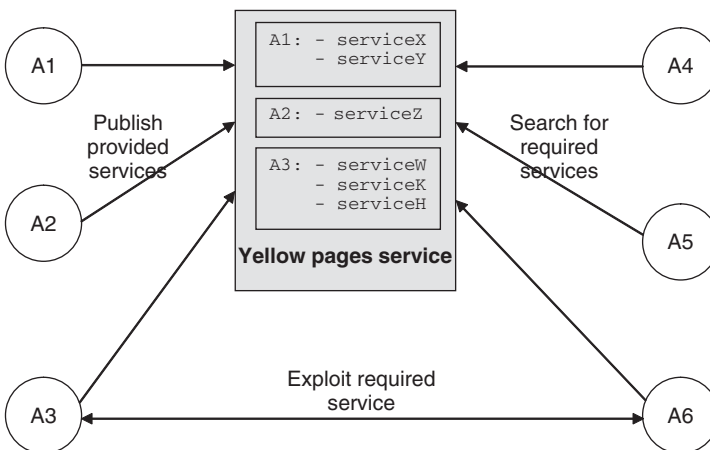 A1
A1: - serviceX
- serviceY
A4
Publish
provided
services
A2: - serviceZ
Search for
required
services
A3: - serviceW
- serviceK
- serviceH
A2
A5
Yellow pages service
Exploit required
service
A3
A6